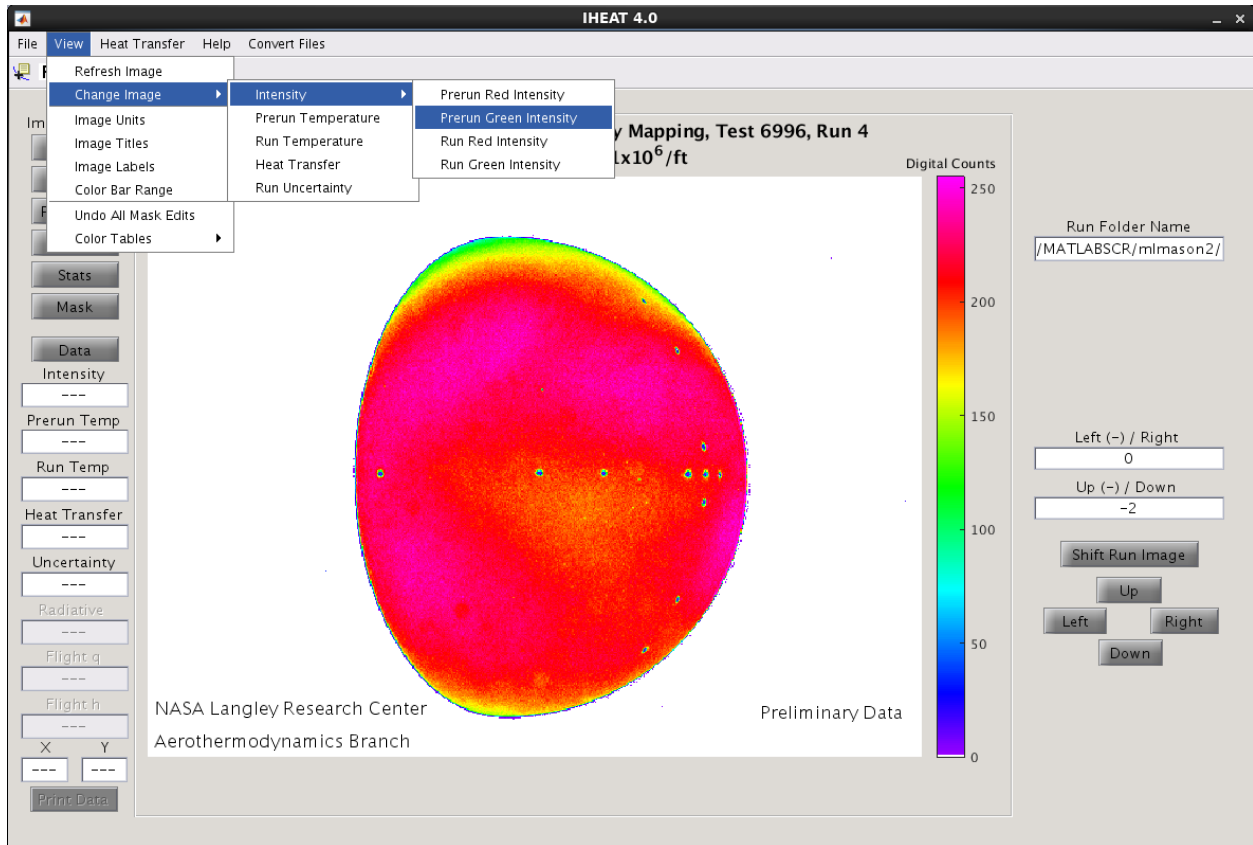 IHEAT 4.0
File View Heat Transfer Help Convert Files
Refresh Image
Change Image
Image Units
Image Titles
Image Labels
Color Bar Range
Undo All Mask Edits
Color Tables
Intensity
Prerun Temperature
Run Temperature
Heat Transfer
Run Uncertainty
Prerun Red Intensity
Prerun Green Intensity
Run Red Intensity
Run Green Intensity
Mapping, Test 6996, Run 4
1x10⁶/ft
Digital Counts
250
200
150
100
50
0
Stats
Mask
Data
Intensity
---
Prerun Temp
---
Run Temp
---
Heat Transfer
---
Uncertainty
---
Radiative
---
Flight q
---
Flight h
---
X Y
--- ---
Print Data
NASA Langley Research Center
Aerothermodynamics Branch
Preliminary Data
Run Folder Name
/MATLABSCR/mlmason2/
Left (-) / Right
0
Up (-) / Down
-2
Shift Run Image
Up
Left Right
Down